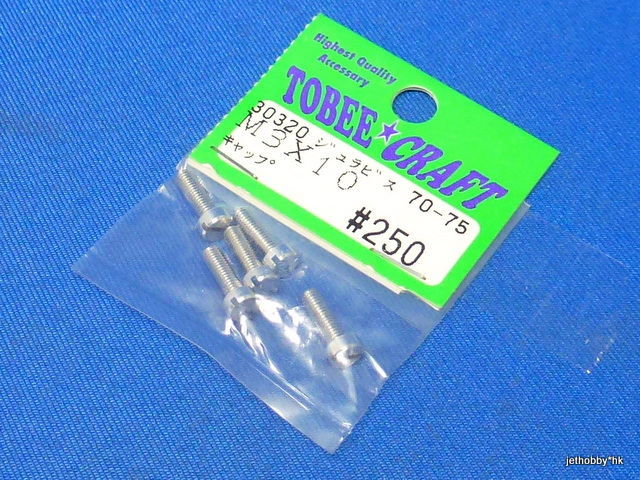 Highest Quality
Accessory
TOBEE★CRAFT
30320 ジュラビス 70-75
M3X10
キャップ
#250
jethobby*hk